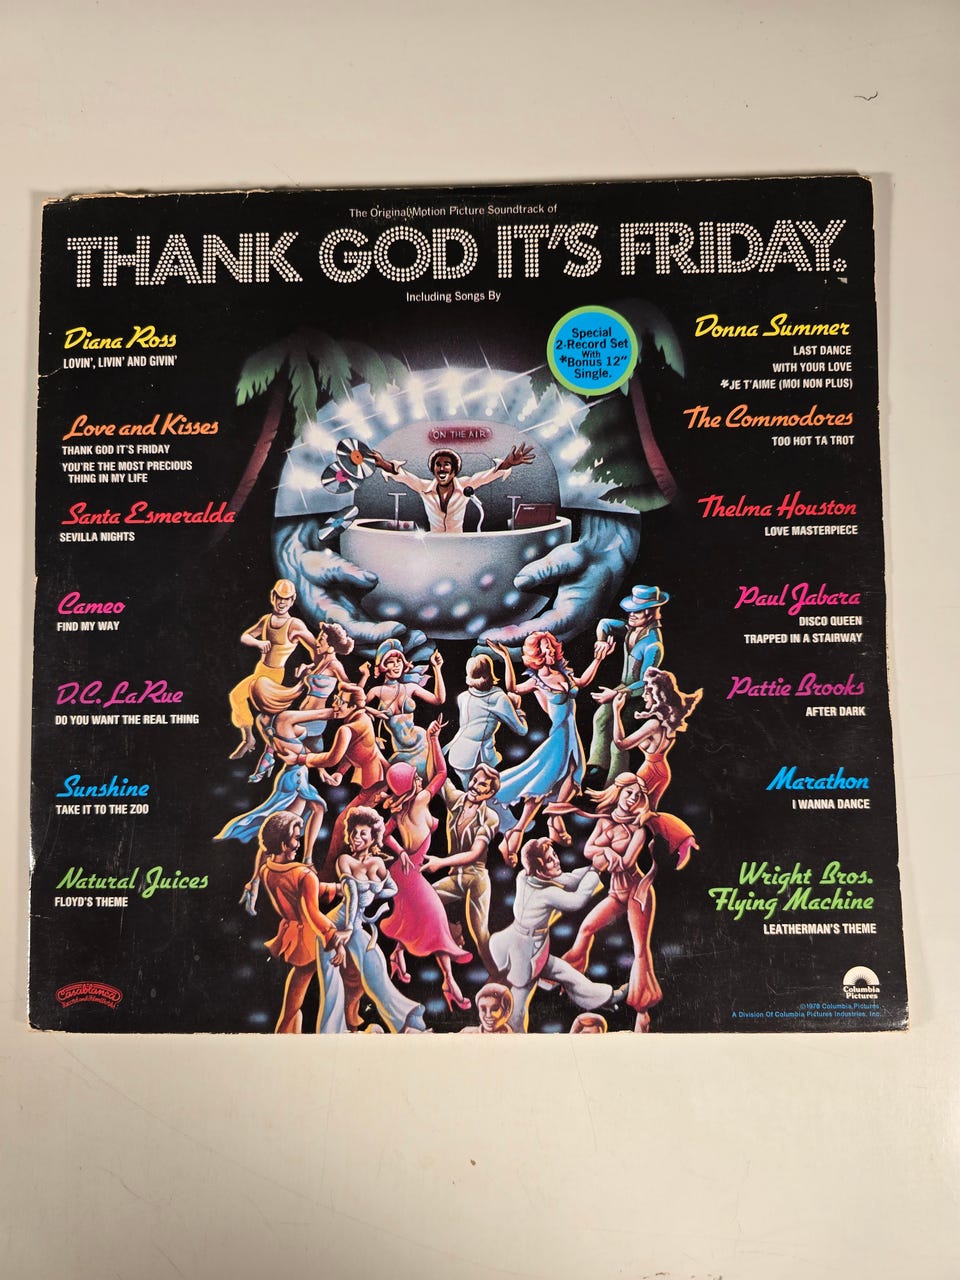 The Original Motion Picture Soundtrack of
THANK GOD IT'S FRIDAY.
Including Songs By
Special
2-Record Set
With
*Bonus 12"
Single.
ON THE AIR
Diana Ross
LOVIN', LIVIN' AND GIVIN'
Love and Kisses
THANK GOD IT'S FRIDAY
YOU'RE THE MOST PRECIOUS
THING IN MY LIFE
Santa Esmeralda
SEVILLA NIGHTS
Cameo
FIND MY WAY
D.C. LaRue
DO YOU WANT THE REAL THING
Sunshine
TAKE IT TO THE ZOO
Natural Juices
FLOYD'S THEME
Donna Summer
LAST DANCE
WITH YOUR LOVE
*JE T'AIME (MOI NON PLUS)
The Commodores
TOO HOT TA TROT
Thelma Houston
LOVE MASTERPIECE
Paul Jabara
DISCO QUEEN
TRAPPED IN A STAIRWAY
Pattie Brooks
AFTER DARK
Marathon
I WANNA DANCE
Wright Bros.
Flying Machine
LEATHERMAN'S THEME
Casablanca
Columbia
Pictures
©1978 Columbia Pictures,
A Division Of Columbia Pictures Industries, Inc.